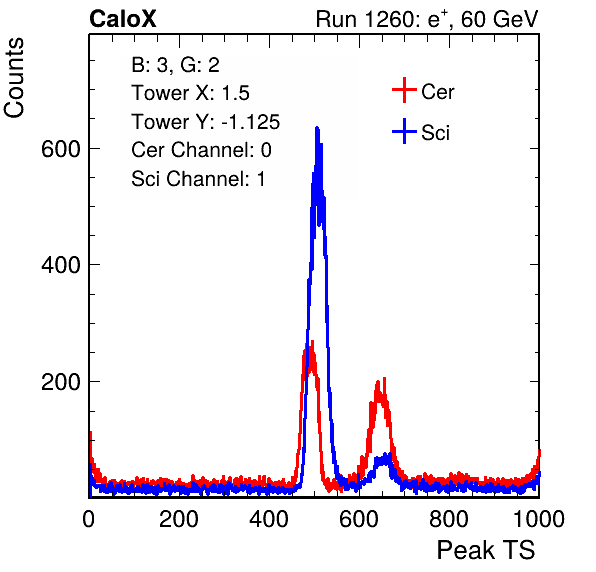 CaloX Run 1260: e⁺, 60 GeV
B: 3, G: 2
Tower X: 1.5
Tower Y: -1.125
Cer Channel: 0
Sci Channel: 1
Cer
Sci
Counts
600
400
200
0 200 400 600 800 1000
Peak TS